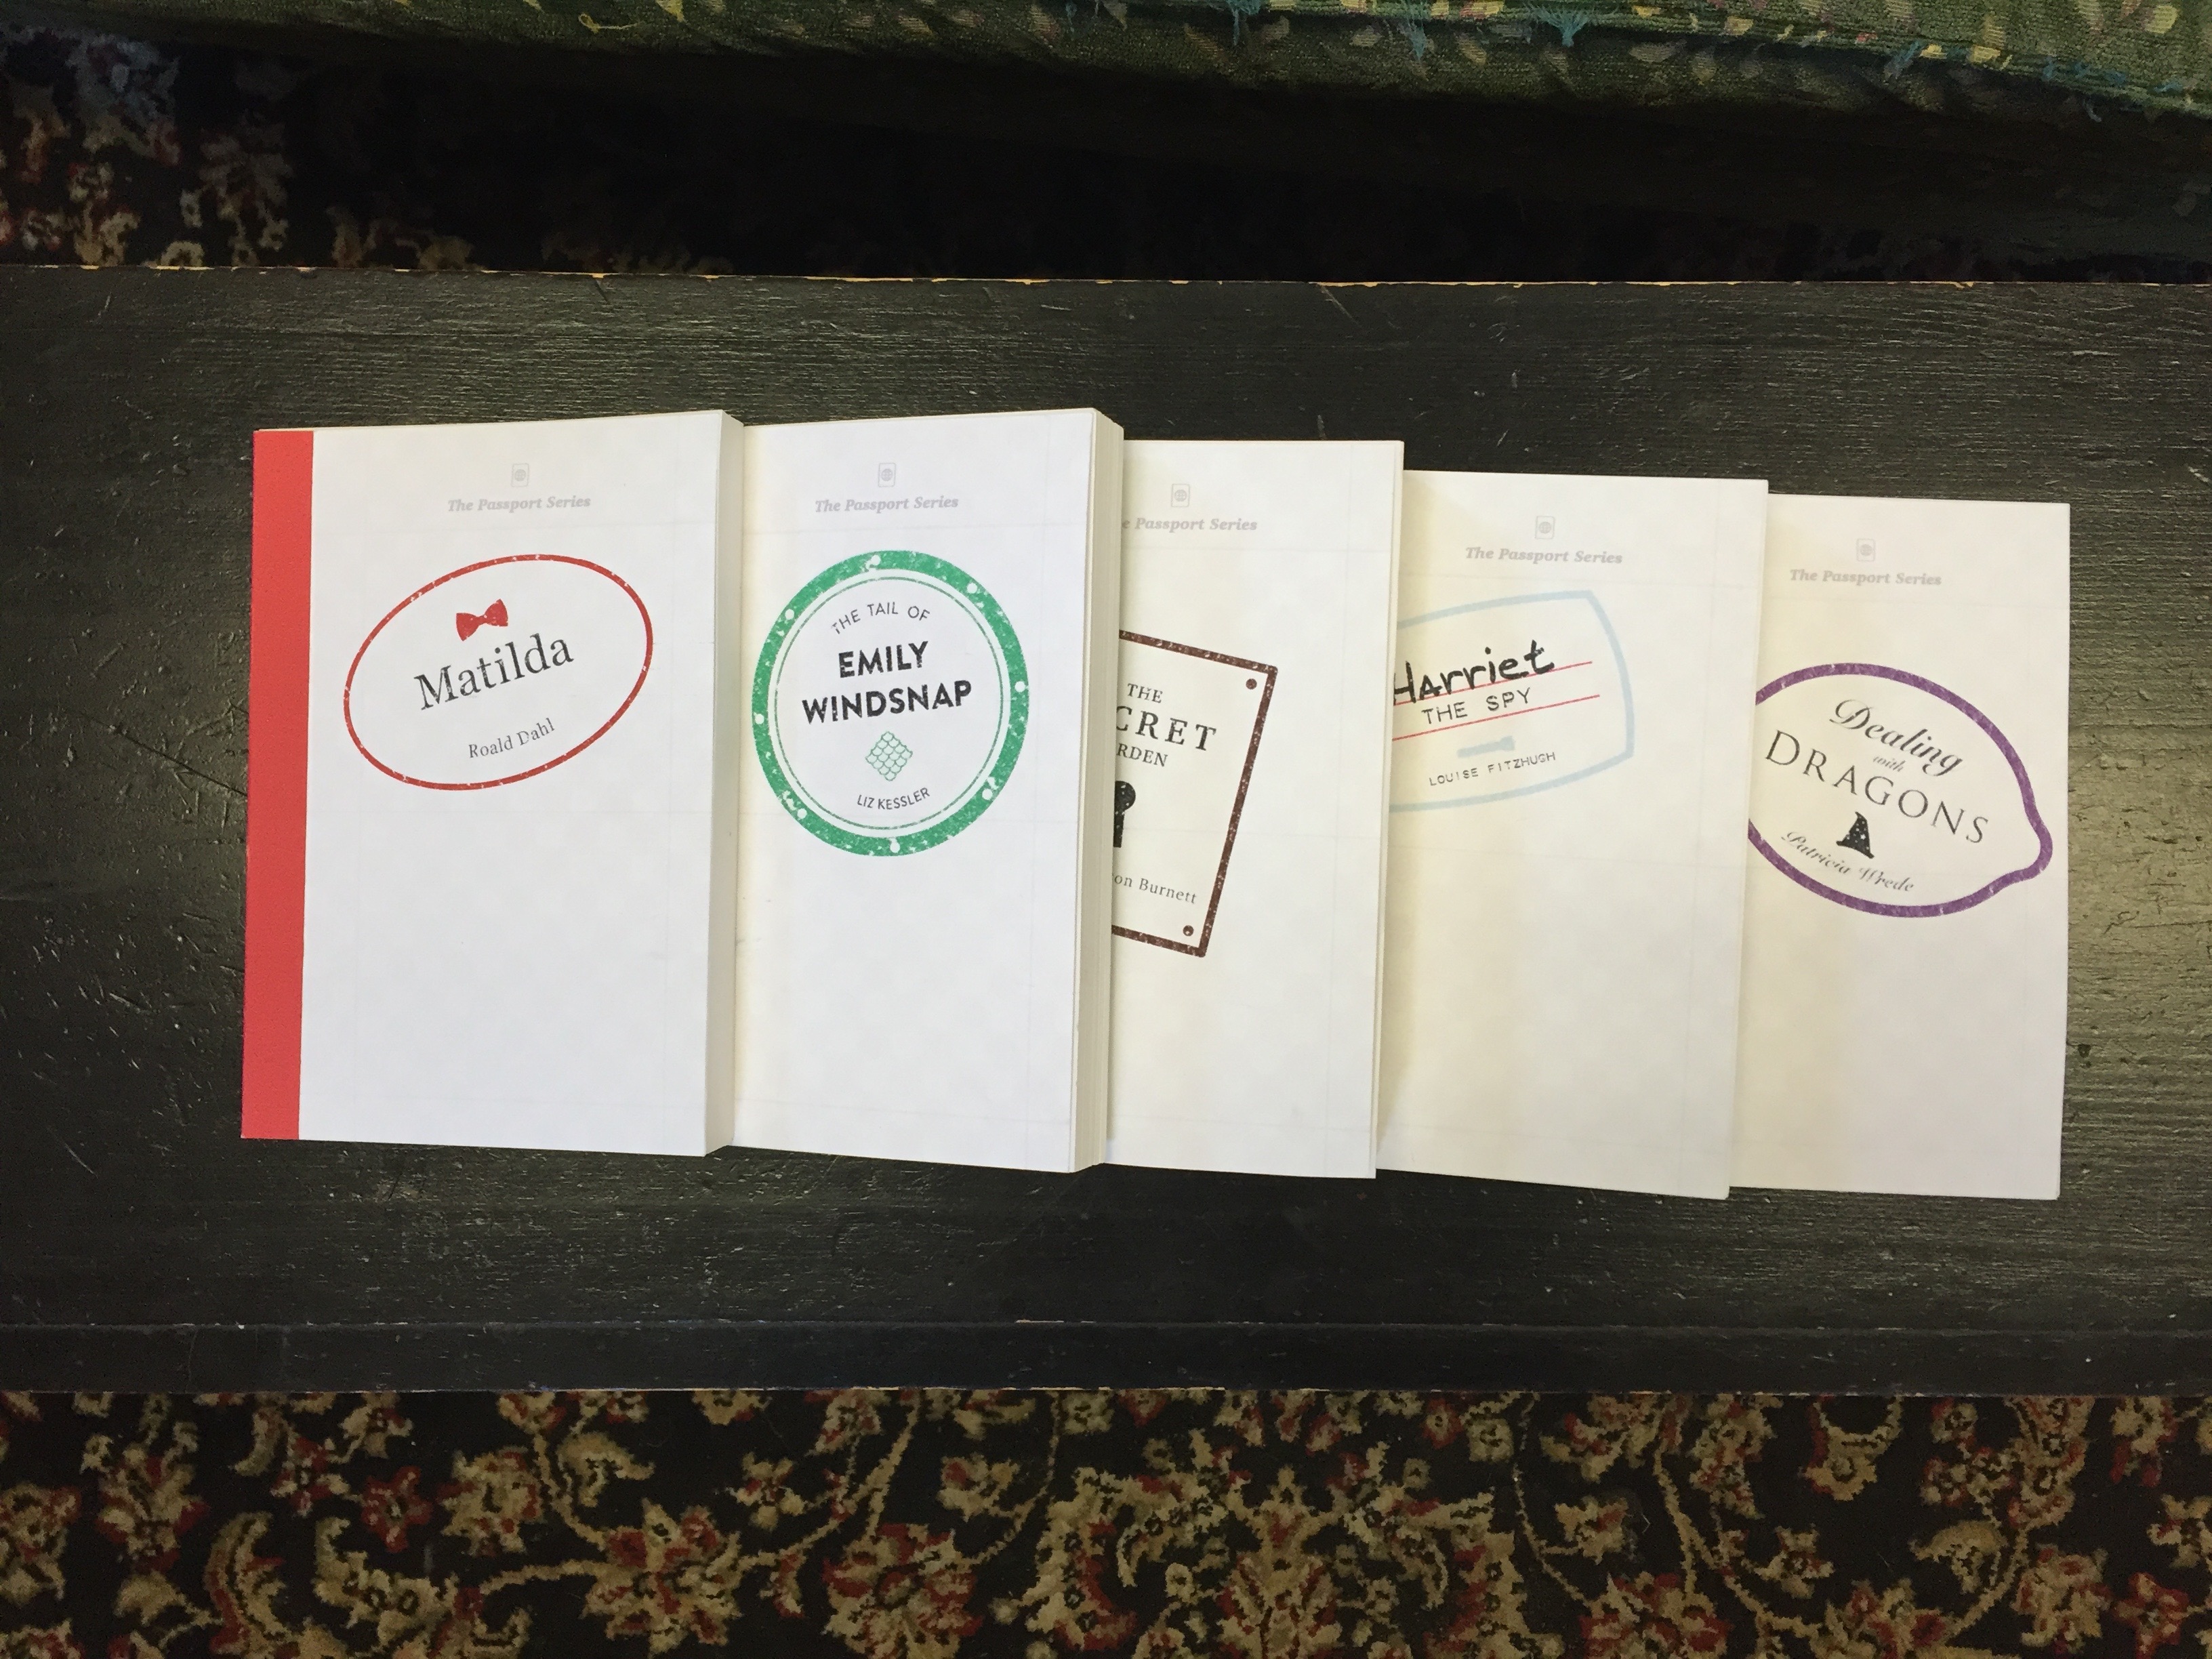 The Passport Series
Matilda
Roald Dahl
The Passport Series
THE TAIL OF
EMILY
WINDSNAP
LIZ KESSLER
e Passport Series
THE
CRET
RDEN
on Burnett
The Passport Series
Harriet
THE SPY
LOUISE FITZHUGH
The Passport Series
Dealing
with
DRAGONS
Patricia Wrede